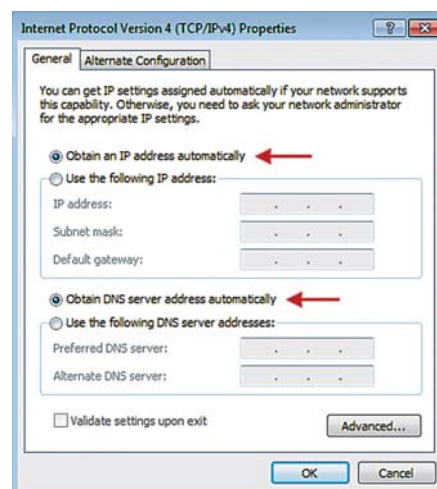 Internet Protocol Version 4 (TCP/IPv4) Properties
General Alternate Configuration
You can get IP settings assigned automatically if your network supports
this capability. Otherwise, you need to ask your network administrator
for the appropriate IP settings.
Obtain an IP address automatically
Use the following IP address:
IP address:
Subnet mask:
Default gateway:
Obtain DNS server address automatically
Use the following DNS server addresses:
Preferred DNS server:
Alternate DNS server:
Validate settings upon exit
Advanced...
OK Cancel